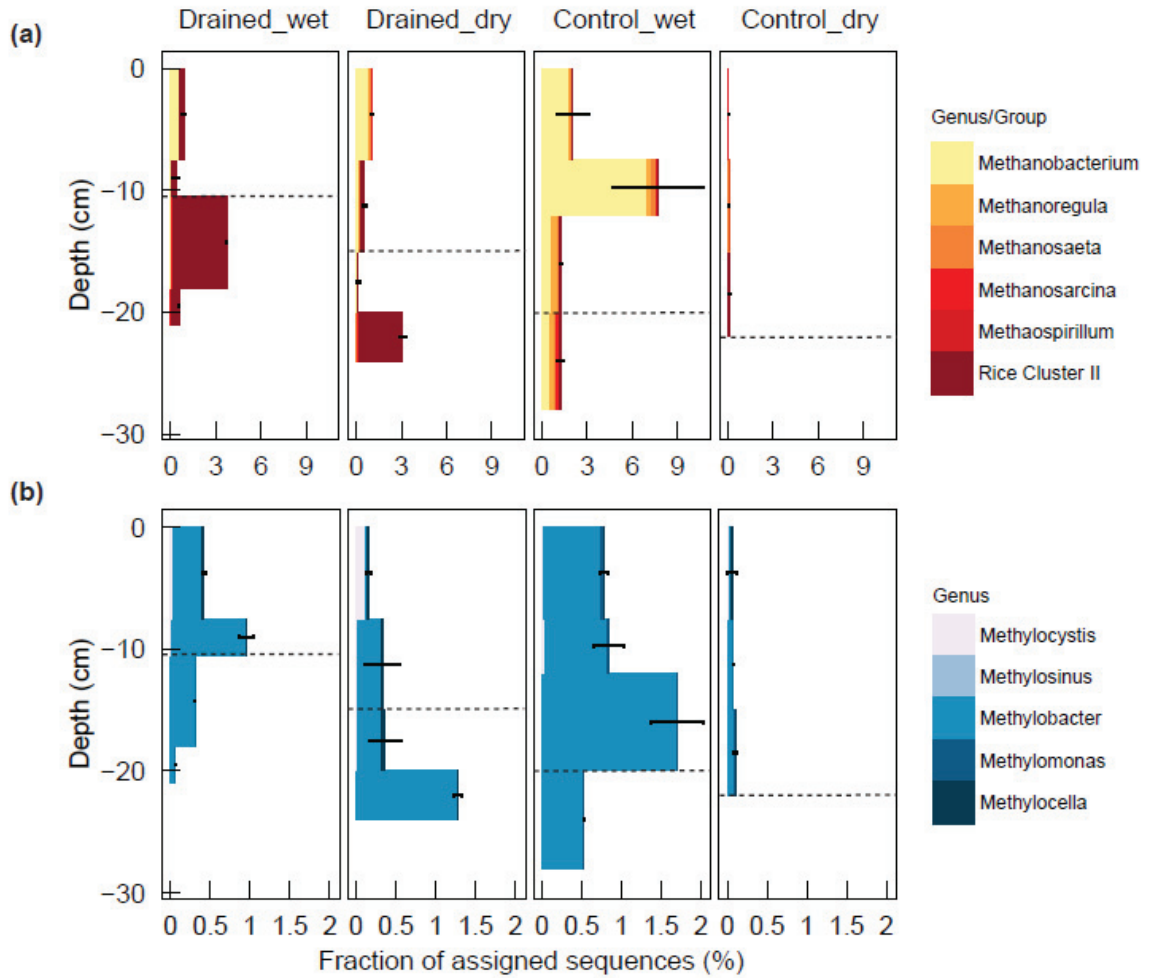 Drained_wet Drained_dry Control_wet Control_dry
(a)
0
−10
−20
−30
Depth (cm)
0 3 6 9 0 3 6 9 0 3 6 9 0 3 6 9
Genus/Group
Methanobacterium
Methanoregula
Methanosaeta
Methanosarcina
Methaospirillum
Rice Cluster II
(b)
0
−10
−20
−30
Depth (cm)
0 0.5 1 1.5 2 0 0.5 1 1.5 2 0 0.5 1 1.5 2 0 0.5 1 1.5 2
Fraction of assigned sequences (%)
Genus
Methylocystis
Methylosinus
Methylobacter
Methylomonas
Methylocella